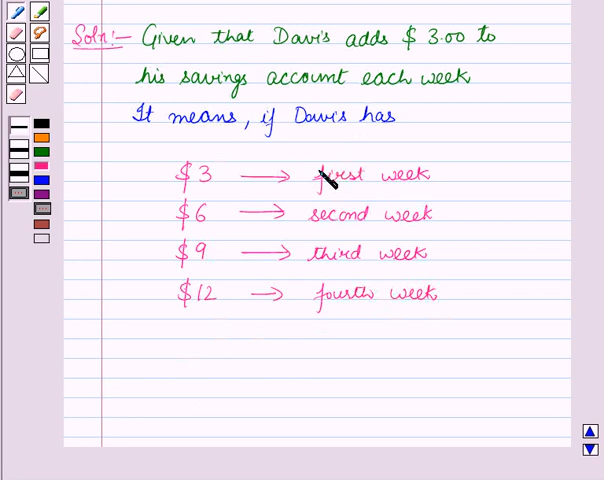 Soln:- Given that Davis adds $ 3.00 to
his savings account each week
It means, if Davis has
$3 → first week
$6 → second week
$9 → third week
$12 → fourth week